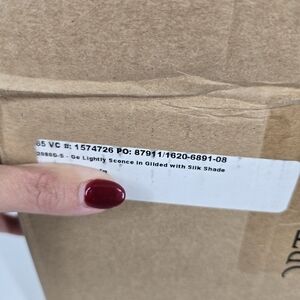 65 VC #: 1574726 PO: 87911/1620-6891-08
- Go Lightly Sconce in Gilded with Silk Shade